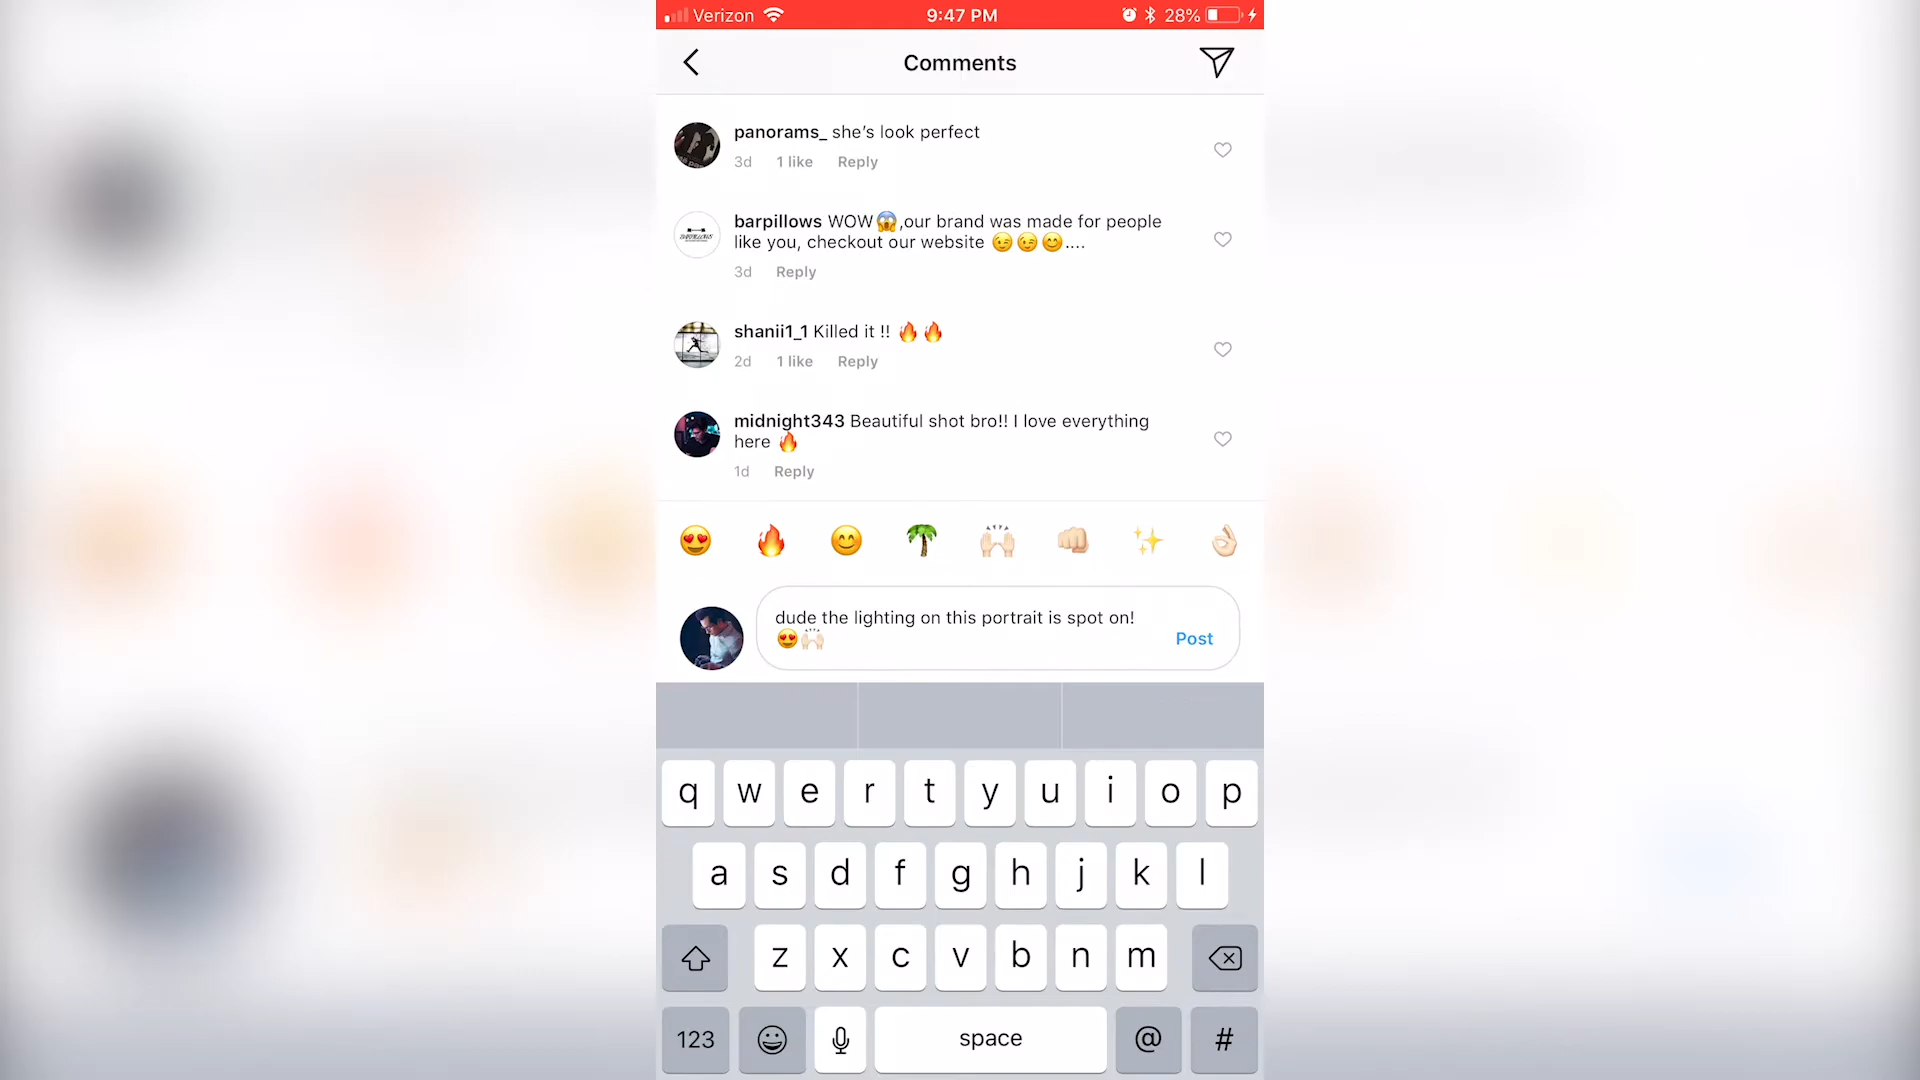 Verizon 9:47 PM 28%
Comments
panorams_ she's look perfect
3d 1 like Reply
barpillows WOW😱,our brand was made for people
like you, checkout our website 😉😉😊....
3d Reply
shanii1_1 Killed it !! 🔥🔥
2d 1 like Reply
midnight343 Beautiful shot bro!! I love everything
here 🔥
1d Reply
😍 🔥 😊 🌴 🙌🏻 👊🏻 ✨ 👌🏻
dude the lighting on this portrait is spot on!
😍🙌🏻
Post
q w e r t y u i o p
a s d f g h j k l
z x c v b n m
123 space @ #